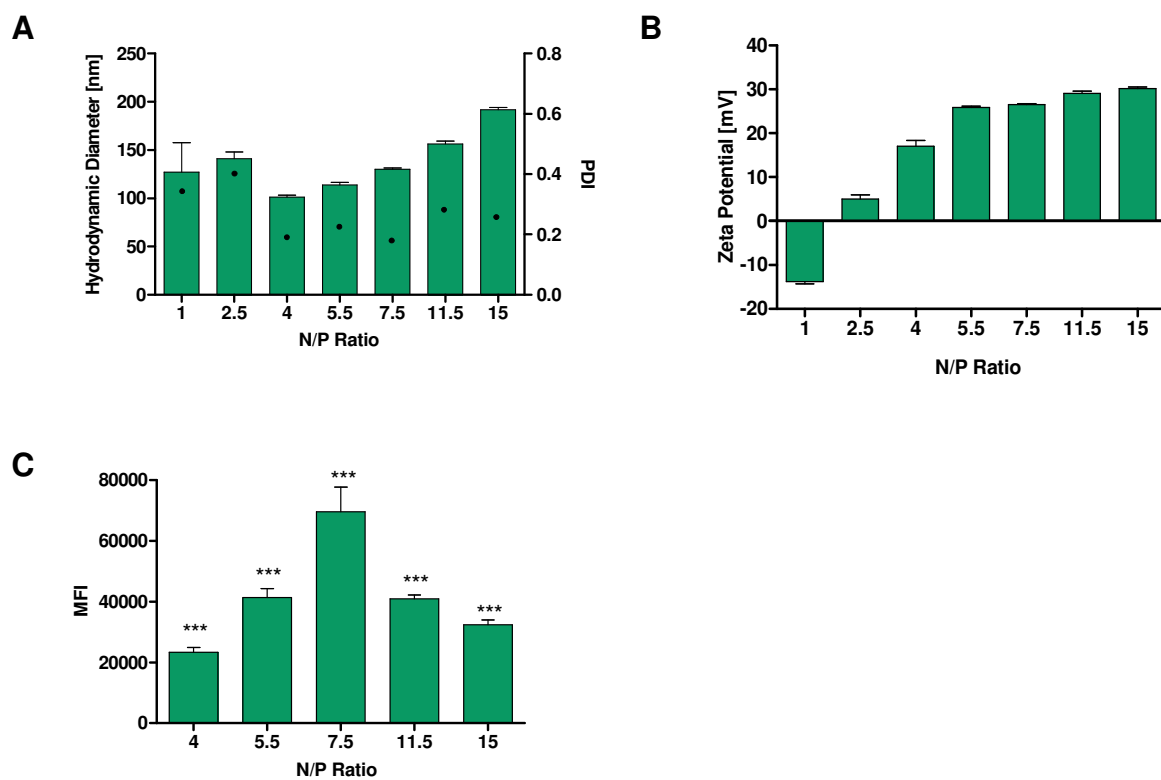 A
Hydrodynamic Diameter [nm]
250
200
150
100
50
0
0.8
0.6
0.4
0.2
0.0
PDI
1 2.5 4 5.5 7.5 11.5 15
N/P Ratio
B
Zeta Potential [mV]
40
30
20
10
0
-10
-20
1 2.5 4 5.5 7.5 11.5 15
N/P Ratio
C
MFI
80000
60000
40000
20000
0
*** *** *** *** ***
4 5.5 7.5 11.5 15
N/P Ratio